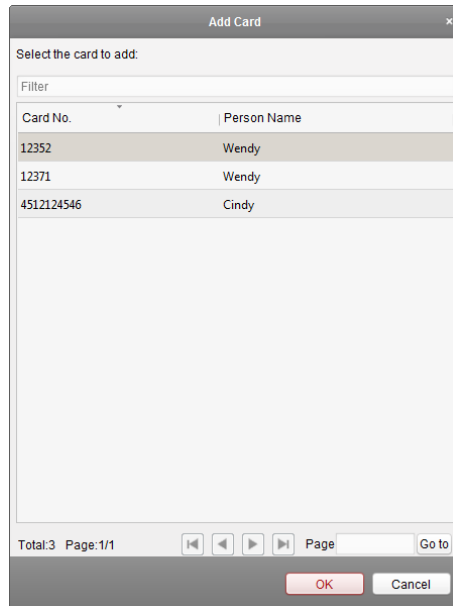 Add Card ×
Select the card to add:
Filter
Card No. Person Name
12352 Wendy
12371 Wendy
4512124546 Cindy
Total:3 Page:1/1 Page Go to
OK Cancel